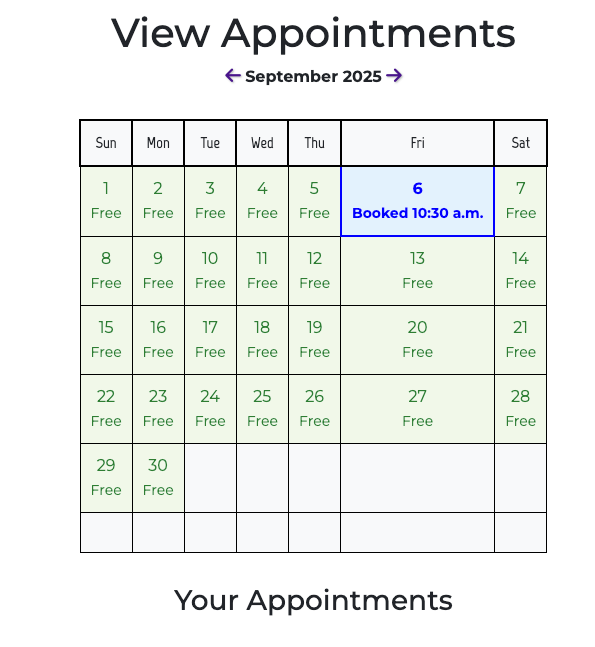 View Appointments
September 2025
Sun Mon Tue Wed Thu Fri Sat
1 2 3 4 5 6 7
Free Free Free Free Free Booked 10:30 a.m. Free
8 9 10 11 12 13 14
Free Free Free Free Free Free Free
15 16 17 18 19 20 21
Free Free Free Free Free Free Free
22 23 24 25 26 27 28
Free Free Free Free Free Free Free
29 30
Free Free
Your Appointments